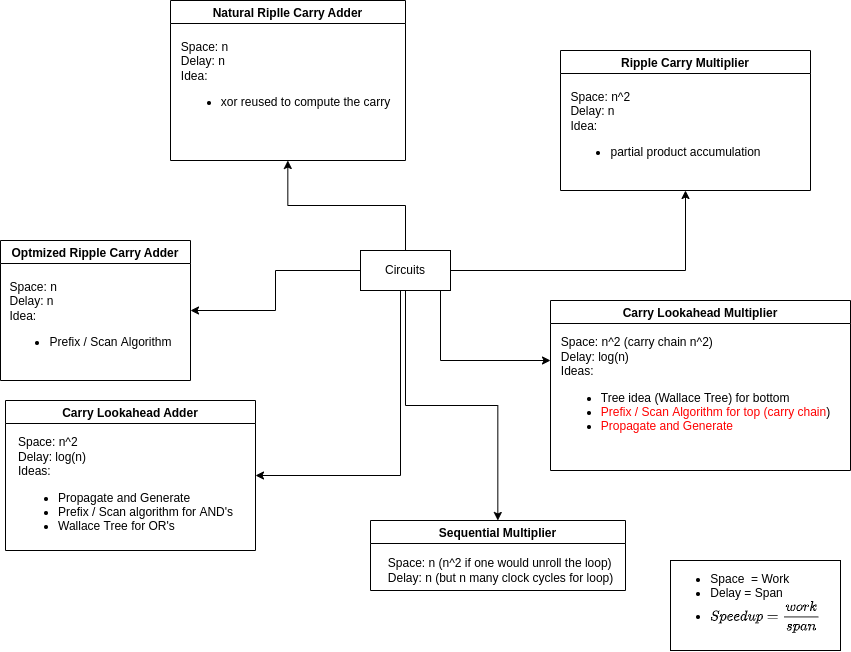 Natural Riplle Carry Adder
Space: n
Delay: n
Idea:
xor reused to compute the carry
Ripple Carry Multiplier
Space: n^2
Delay: n
Idea:
partial product accumulation
Optmized Ripple Carry Adder
Space: n
Delay: n
Idea:
Prefix / Scan Algorithm
Circuits
Carry Lookahead Multiplier
Space: n^2 (carry chain n^2)
Delay: log(n)
Ideas:
Tree idea (Wallace Tree) for bottom
Prefix / Scan Algorithm for top (carry chain)
Propagate and Generate
Carry Lookahead Adder
Space: n^2
Delay: log(n)
Ideas:
Propagate and Generate
Prefix / Scan algorithm for AND's
Wallace Tree for OR's
Sequential Multiplier
Space: n (n^2 if one would unroll the loop)
Delay: n (but n many clock cycles for loop)
Space = Work
Delay = Span
Speedup = work / span